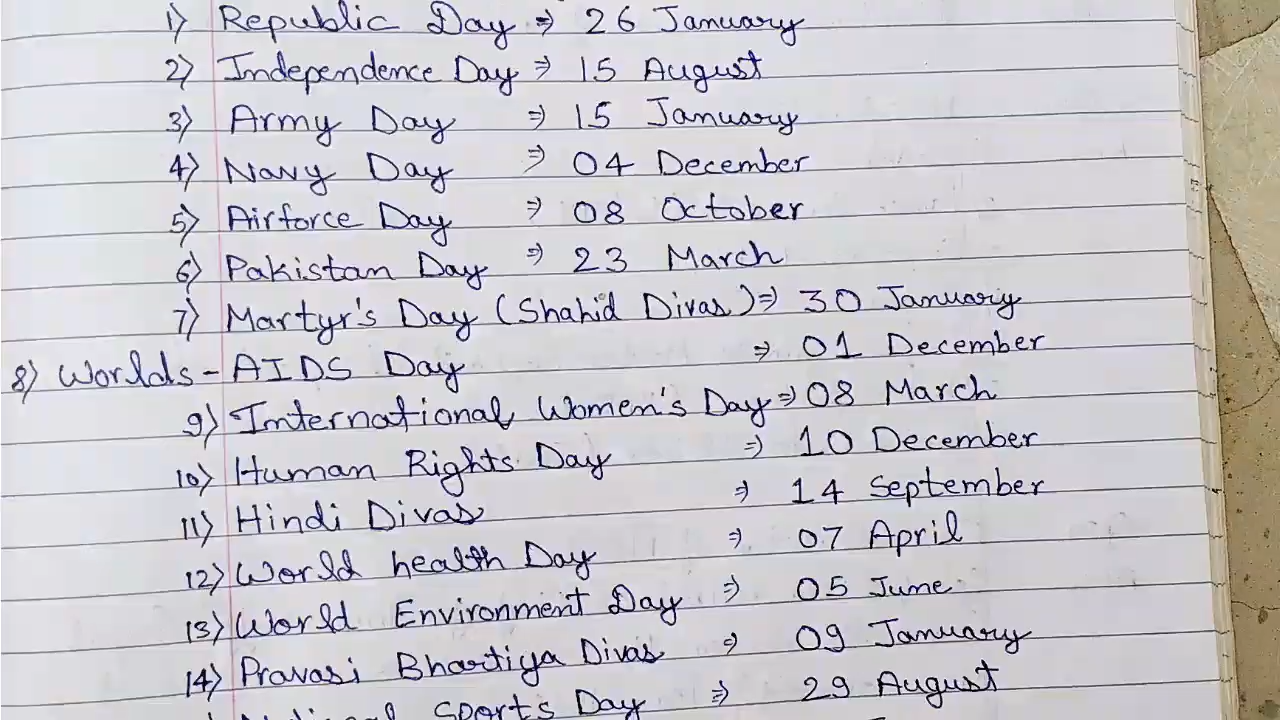 1) Republic Day ⇒ 26 January
2) Independence Day ⇒ 15 August
3) Army Day ⇒ 15 January
4) Navy Day ⇒ 04 December
5) Airforce Day ⇒ 08 October
6) Pakistan Day ⇒ 23 March
7) Martyr's Day (Shahid Divas) ⇒ 30 January
8) Worlds - AIDS Day ⇒ 01 December
9) International Women's Day ⇒ 08 March
10) Human Rights Day ⇒ 10 December
11) Hindi Divas ⇒ 14 September
12) World health Day ⇒ 07 April
13) World Environment Day ⇒ 05 June
14) Pravasi Bhartiya Divas ⇒ 09 January
Sports Day ⇒ 29 August